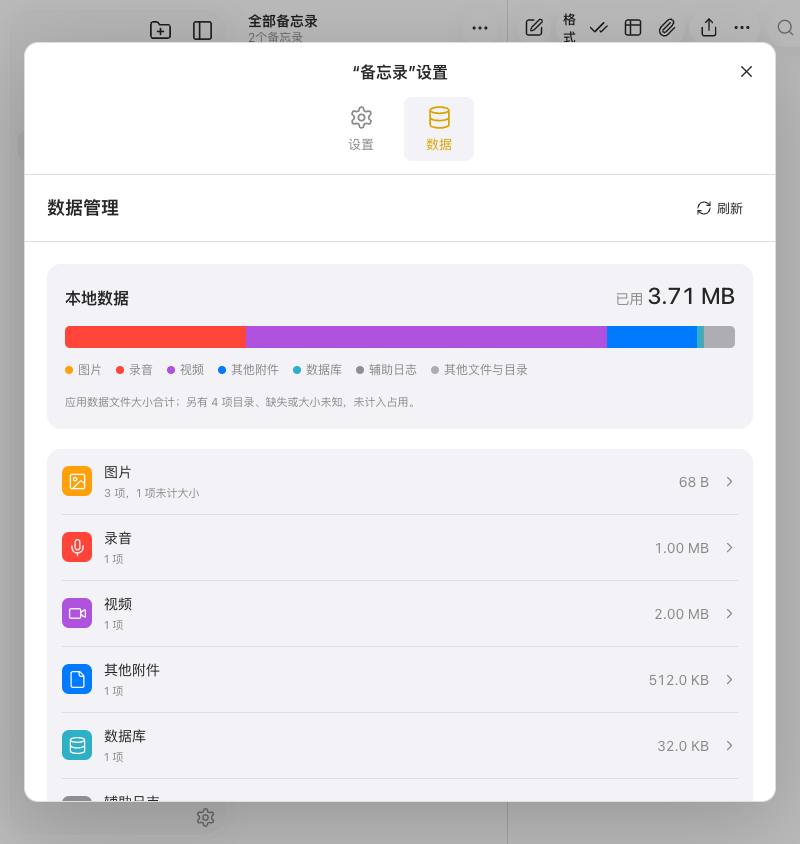 全部备忘录
2个备忘录
格式
“备忘录”设置
设置
数据
数据管理
刷新
本地数据
已用 3.71 MB
图片 录音 视频 其他附件 数据库 辅助日志 其他文件与目录
应用数据文件大小合计；另有 4 项目录、缺失或大小未知，未计入占用。
图片
3 项，1 项未计大小
68 B
录音
1 项
1.00 MB
视频
1 项
2.00 MB
其他附件
1 项
512.0 KB
数据库
1 项
32.0 KB
辅助日志